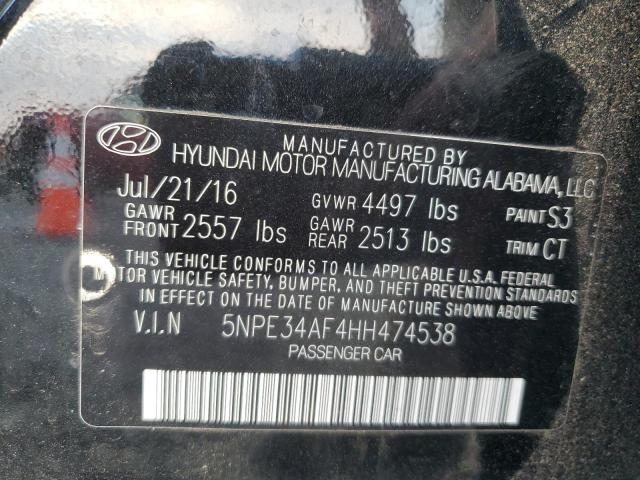 MANUFACTURED BY
HYUNDAI MOTOR MANUFACTURING ALABAMA, LLC
Jul/21/16 GVWR 4497 lbs PAINT S3
GAWR FRONT 2557 lbs GAWR REAR 2513 lbs TRIM CT
THIS VEHICLE CONFORMS TO ALL APPLICABLE U.S.A. FEDERAL
MOTOR VEHICLE SAFETY, BUMPER, AND THEFT PREVENTION STANDARDS
IN EFFECT ON THE DATE OF MANUFACTURE SHOWN ABOVE.
V.I.N 5NPE34AF4HH474538
PASSENGER CAR